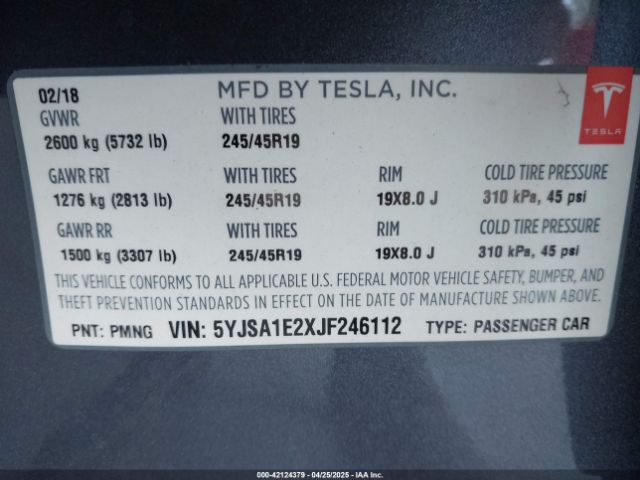 02/18 MFD BY TESLA, INC.
GVWR WITH TIRES
2600 kg (5732 lb) 245/45R19
TESLA
GAWR FRT WITH TIRES RIM COLD TIRE PRESSURE
1276 kg (2813 lb) 245/45R19 19X8.0 J 310 kPa, 45 psi
GAWR RR WITH TIRES RIM COLD TIRE PRESSURE
1500 kg (3307 lb) 245/45R19 19X8.0 J 310 kPa, 45 psi
THIS VEHICLE CONFORMS TO ALL APPLICABLE U.S. FEDERAL MOTOR VEHICLE SAFETY, BUMPER, AND
THEFT PREVENTION STANDARDS IN EFFECT ON THE DATE OF MANUFACTURE SHOWN ABOVE.
PNT: PMNG VIN: 5YJSA1E2XJF246112 TYPE: PASSENGER CAR
000-42124379 - 04/25/2025 - IAA Inc.